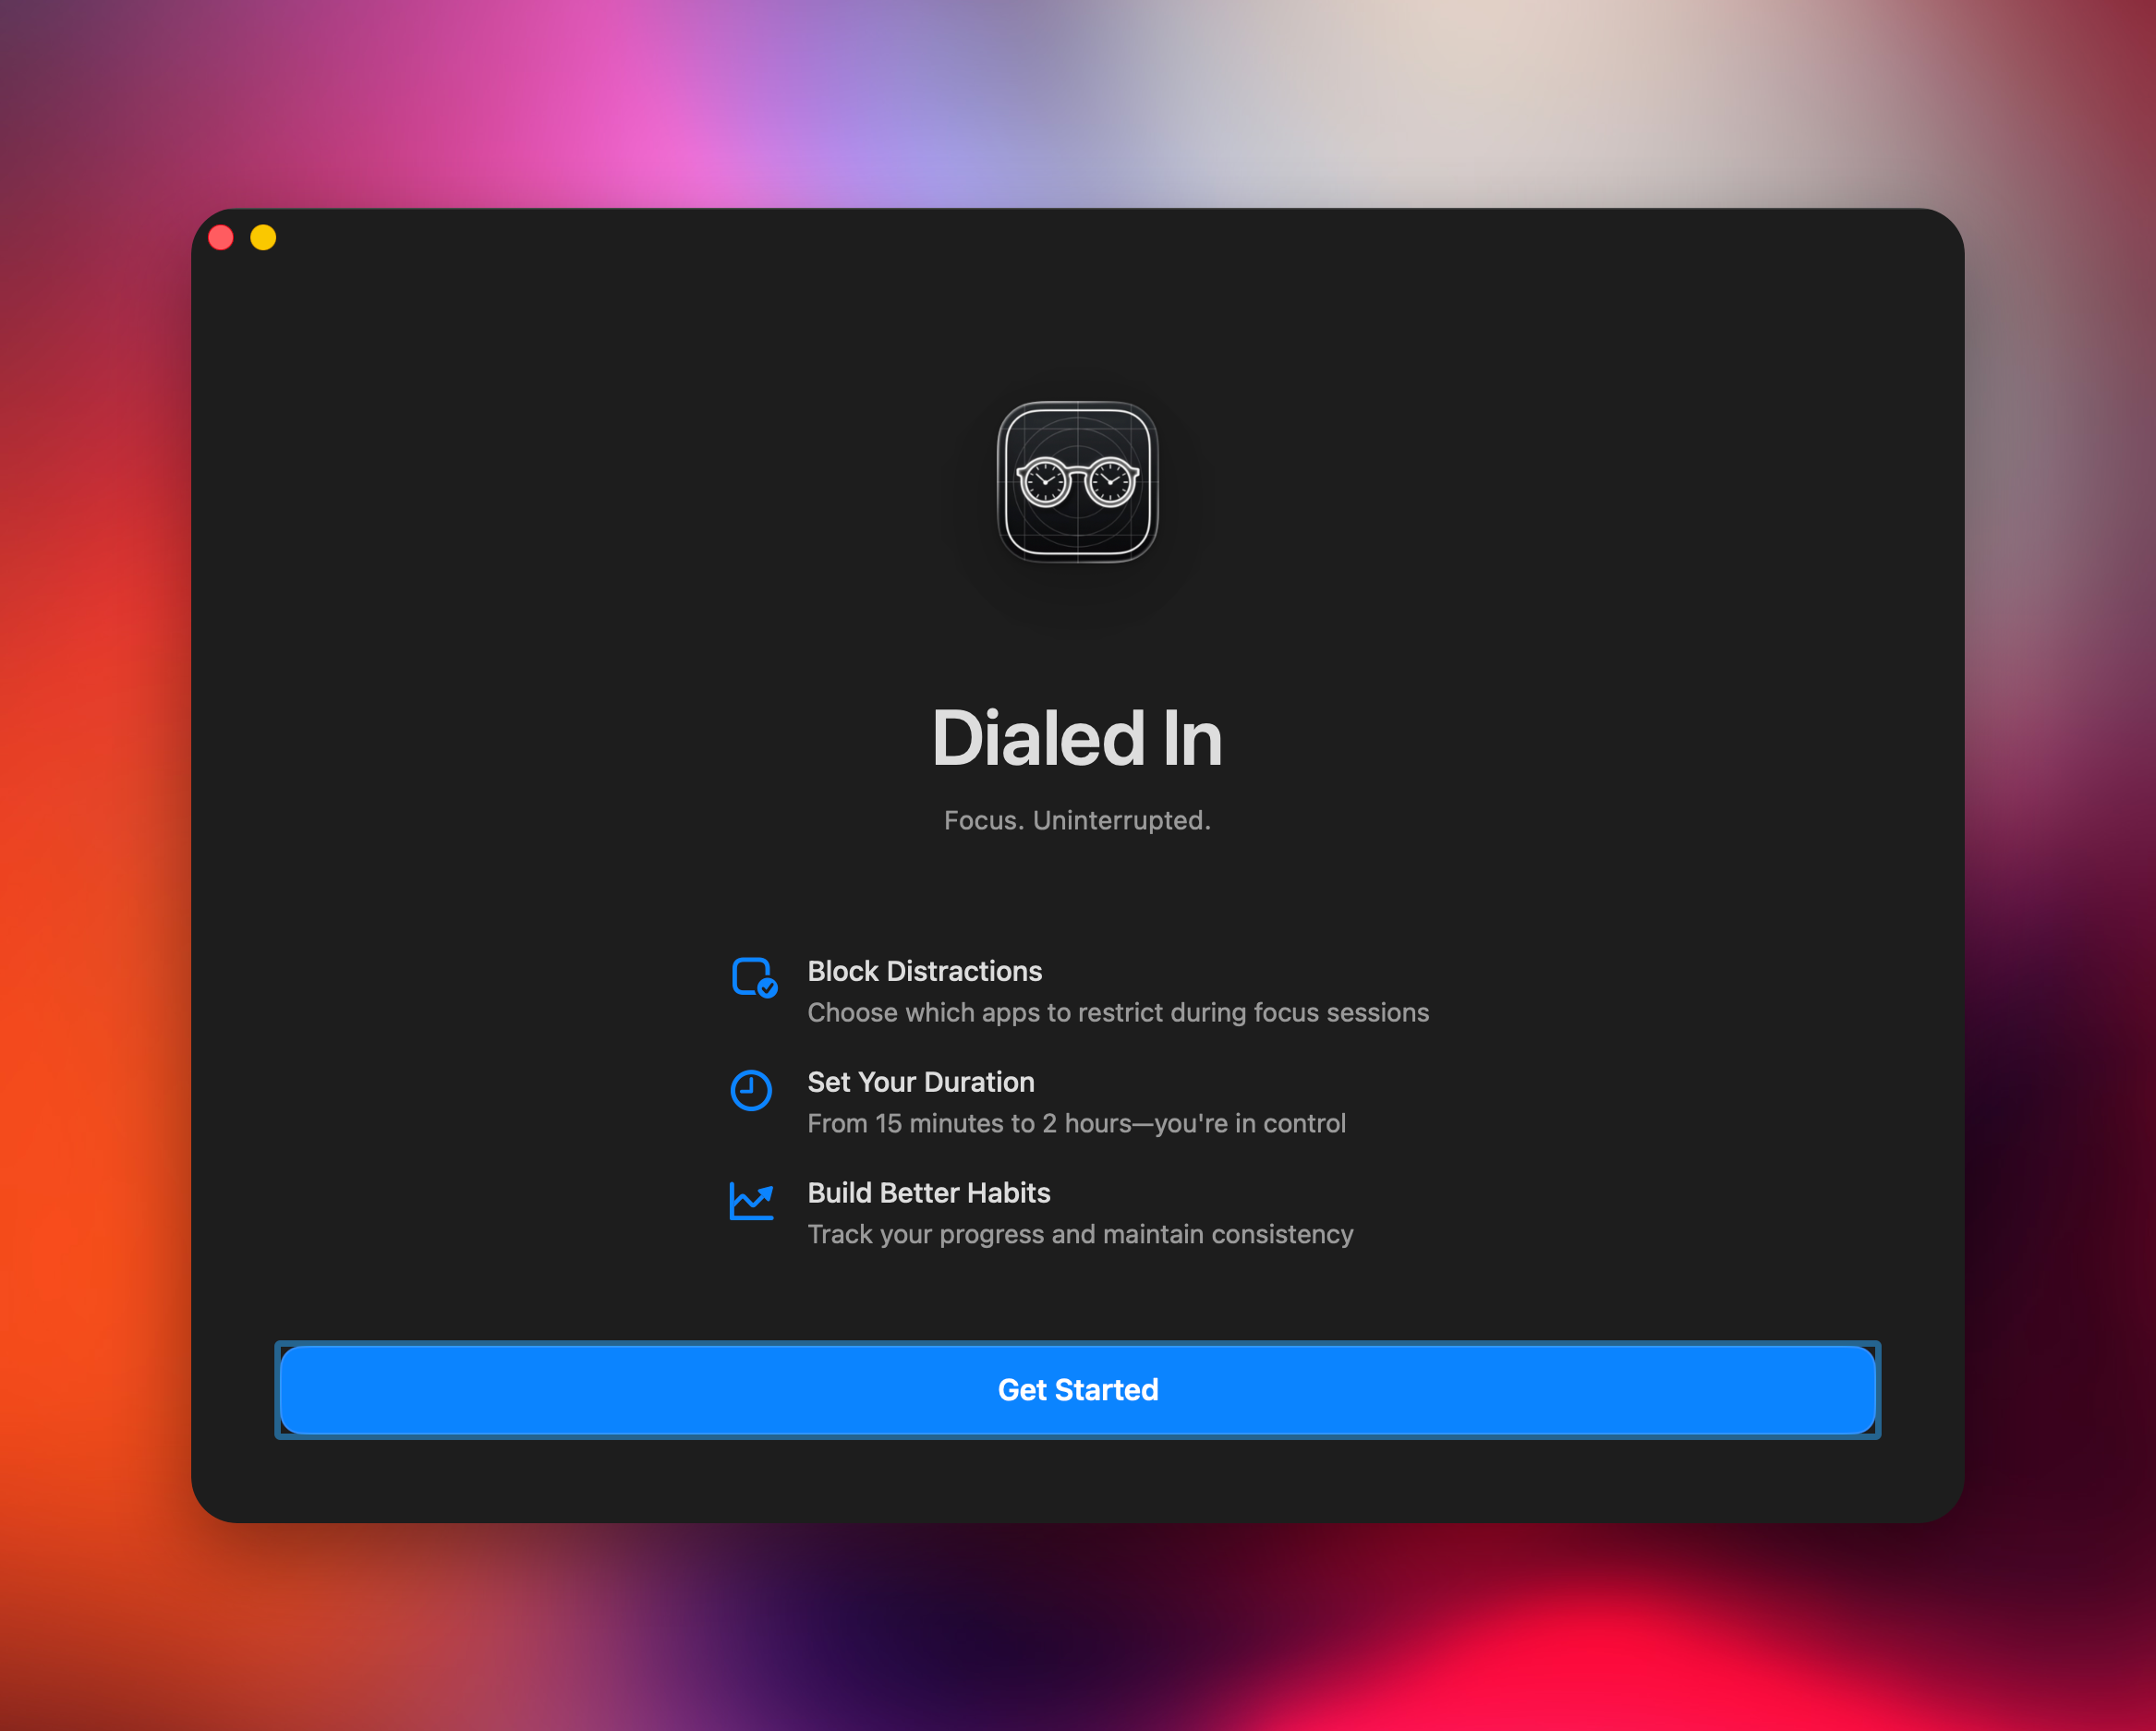 Dialed In
Focus. Uninterrupted.
Block Distractions
Choose which apps to restrict during focus sessions
Set Your Duration
From 15 minutes to 2 hours—you're in control
Build Better Habits
Track your progress and maintain consistency
Get Started